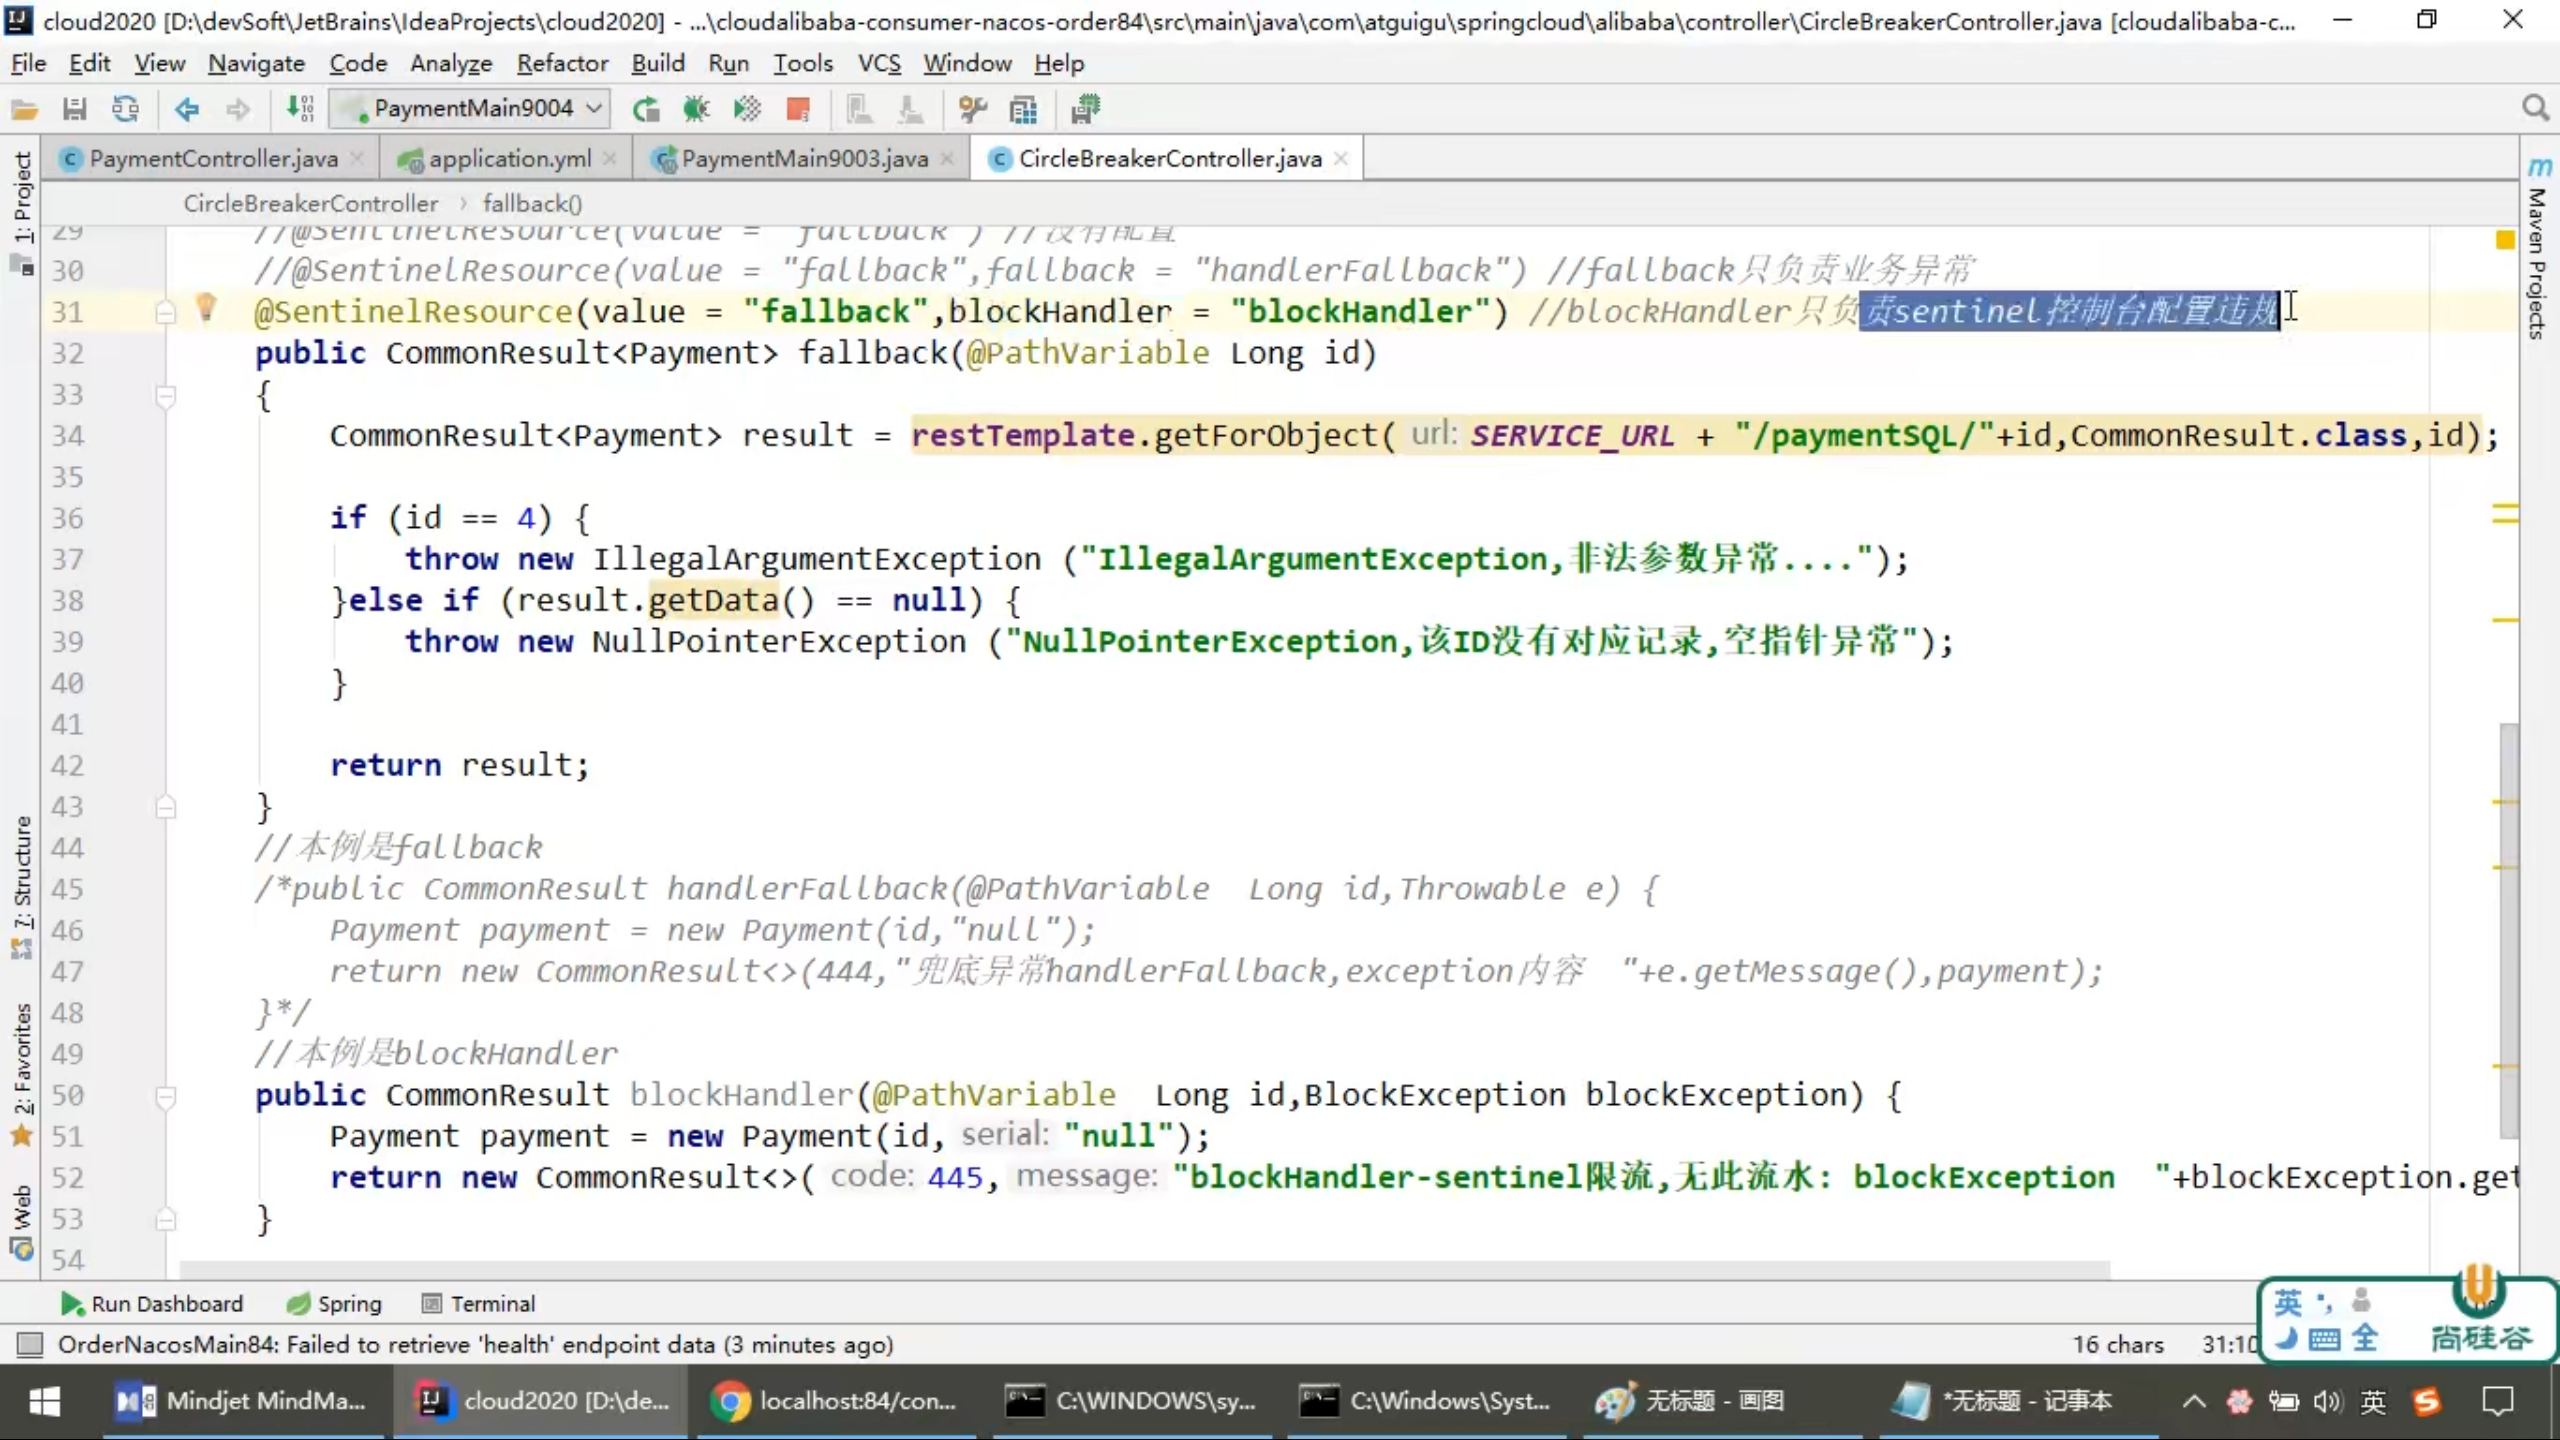 cloud2020 [D:\devSoft\JetBrains\IdeaProjects\cloud2020] - ...\cloudalibaba-consumer-nacos-order84\src\main\java\com\atguigu\springcloud\alibaba\controller\CircleBreakerController.java [cloudalibaba-c...
File Edit View Navigate Code Analyze Refactor Build Run Tools VCS Window Help
PaymentMain9004
PaymentController.java application.yml PaymentMain9003.java CircleBreakerController.java
CircleBreakerController › fallback()
1: Project
7: Structure
2: Favorites
Web
Maven Projects
29 //@SentinelResource(value = "fallback") //没有配置
30 //@SentinelResource(value = "fallback",fallback = "handlerFallback") //fallback只负责业务异常
31 @SentinelResource(value = "fallback",blockHandler = "blockHandler") //blockHandler只负责sentinel控制台配置违规
32 public CommonResult<Payment> fallback(@PathVariable Long id)
33 {
34 CommonResult<Payment> result = restTemplate.getForObject( url: SERVICE_URL + "/paymentSQL/"+id,CommonResult.class,id);
35
36 if (id == 4) {
37 throw new IllegalArgumentException ("IllegalArgumentException,非法参数异常....");
38 }else if (result.getData() == null) {
39 throw new NullPointerException ("NullPointerException,该ID没有对应记录,空指针异常");
40 }
41
42 return result;
43 }
44 //本例是fallback
45 /*public CommonResult handlerFallback(@PathVariable Long id,Throwable e) {
46 Payment payment = new Payment(id,"null");
47 return new CommonResult<>(444,"兜底异常handlerFallback,exception内容 "+e.getMessage(),payment);
48 }*/
49 //本例是blockHandler
50 public CommonResult blockHandler(@PathVariable Long id,BlockException blockException) {
51 Payment payment = new Payment(id, serial: "null");
52 return new CommonResult<>( code: 445, message: "blockHandler-sentinel限流,无此流水: blockException "+blockException.get
53 }
54
Run Dashboard Spring Terminal
OrderNacosMain84: Failed to retrieve 'health' endpoint data (3 minutes ago) 16 chars 31:10
英 全 尚硅谷
Mindjet MindMa... cloud2020 [D:\de... localhost:84/con... C:\WINDOWS\sy... C:\Windows\Syst... 无标题 - 画图 *无标题 - 记事本 英